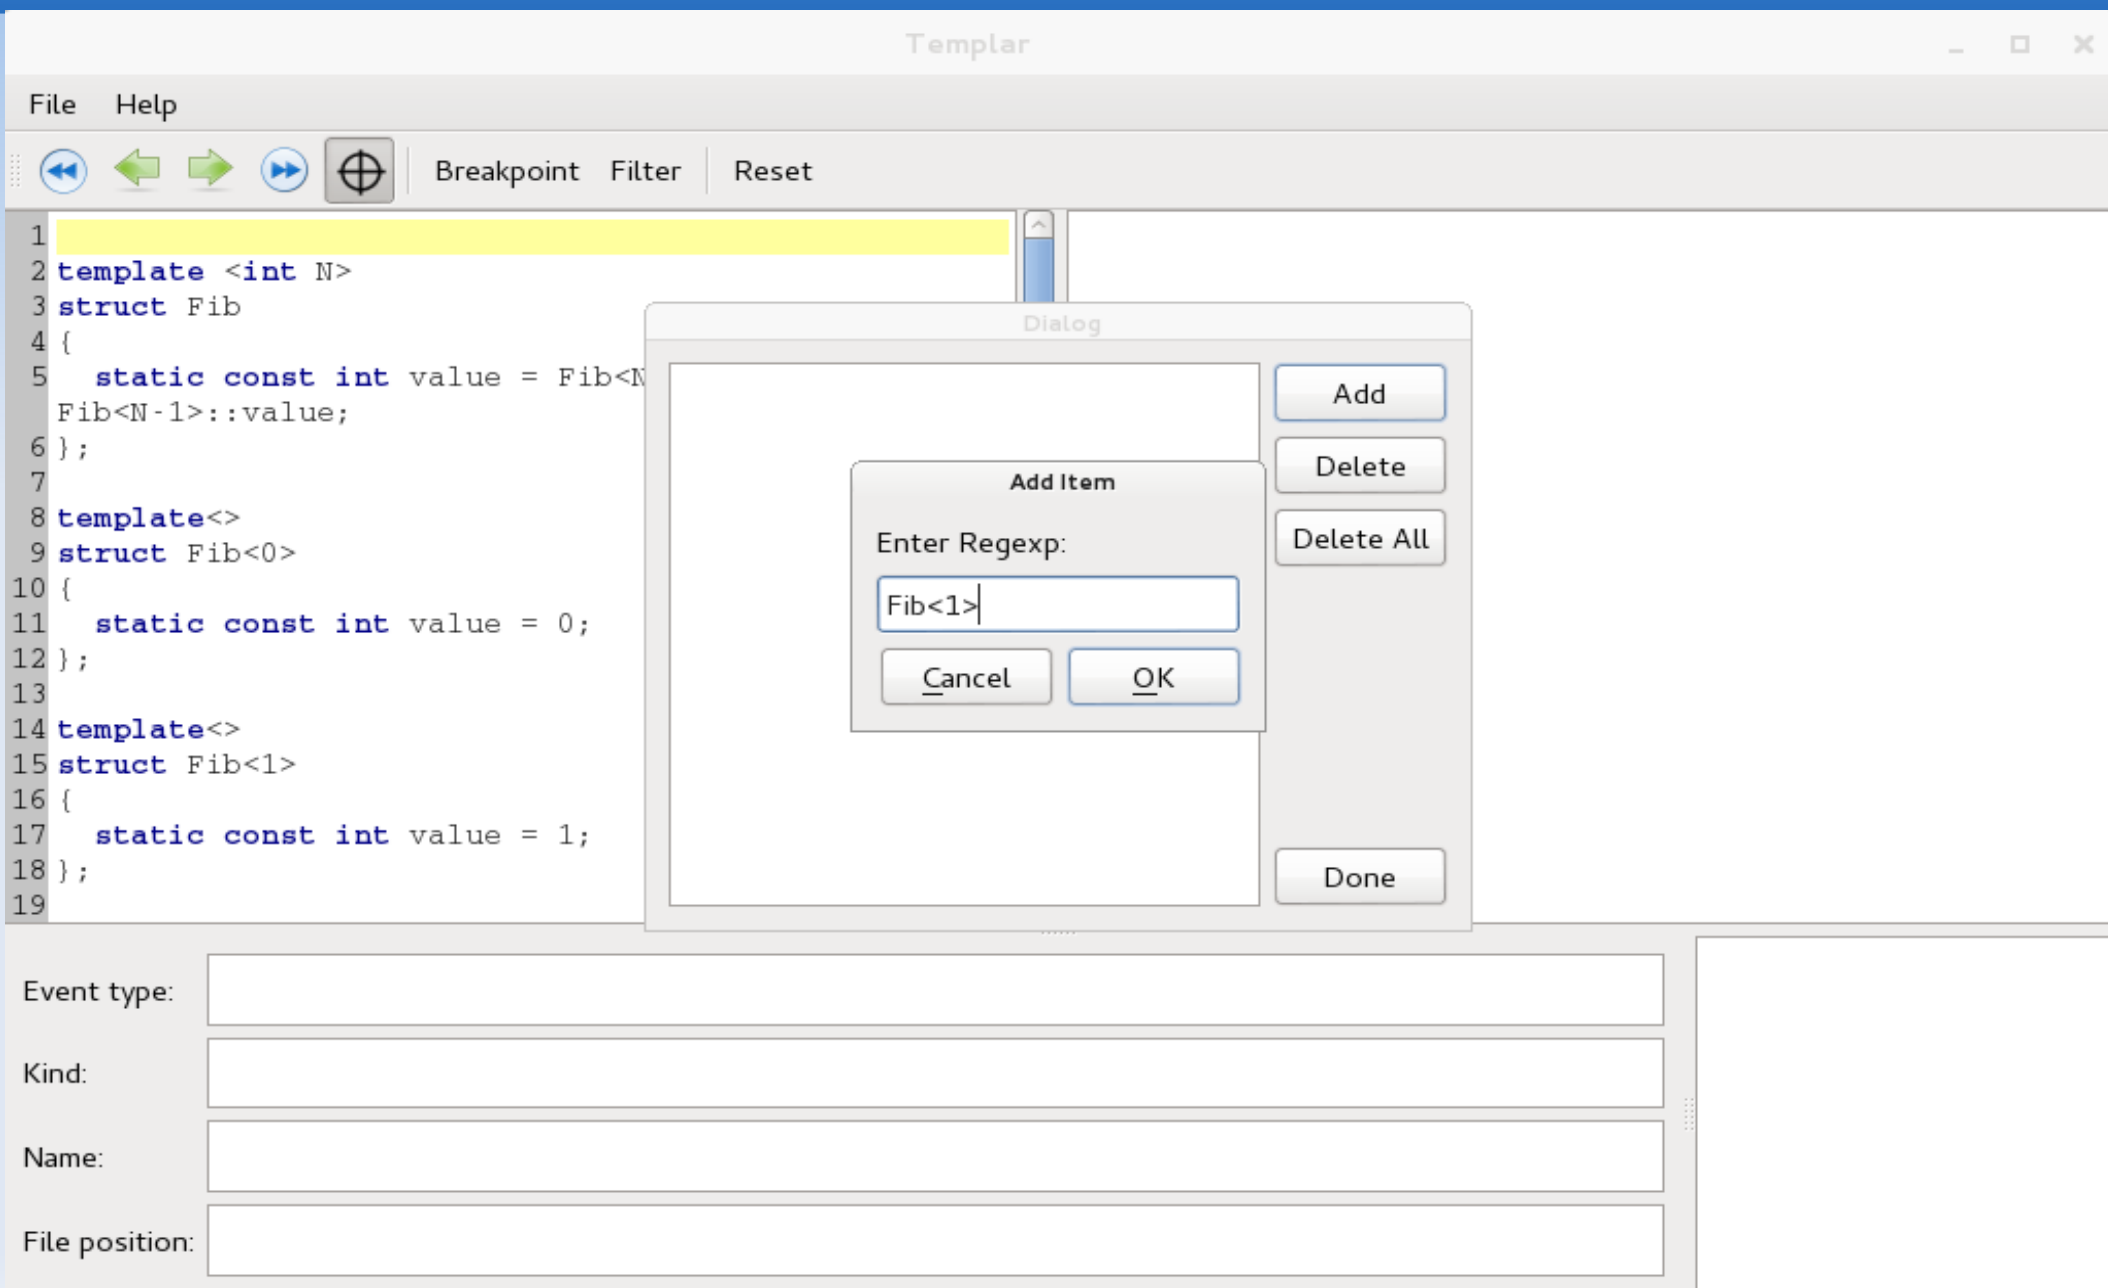 Templar
File Help
Breakpoint Filter Reset
1
2 template <int N>
3 struct Fib
4 {
5 static const int value = Fib<N
Fib<N-1>::value;
6 };
7
8 template<>
9 struct Fib<0>
10 {
11 static const int value = 0;
12 };
13
14 template<>
15 struct Fib<1>
16 {
17 static const int value = 1;
18 };
19
Dialog
Add
Delete
Delete All
Done
Add Item
Enter Regexp:
Fib<1>
Cancel OK
Event type:
Kind:
Name:
File position: